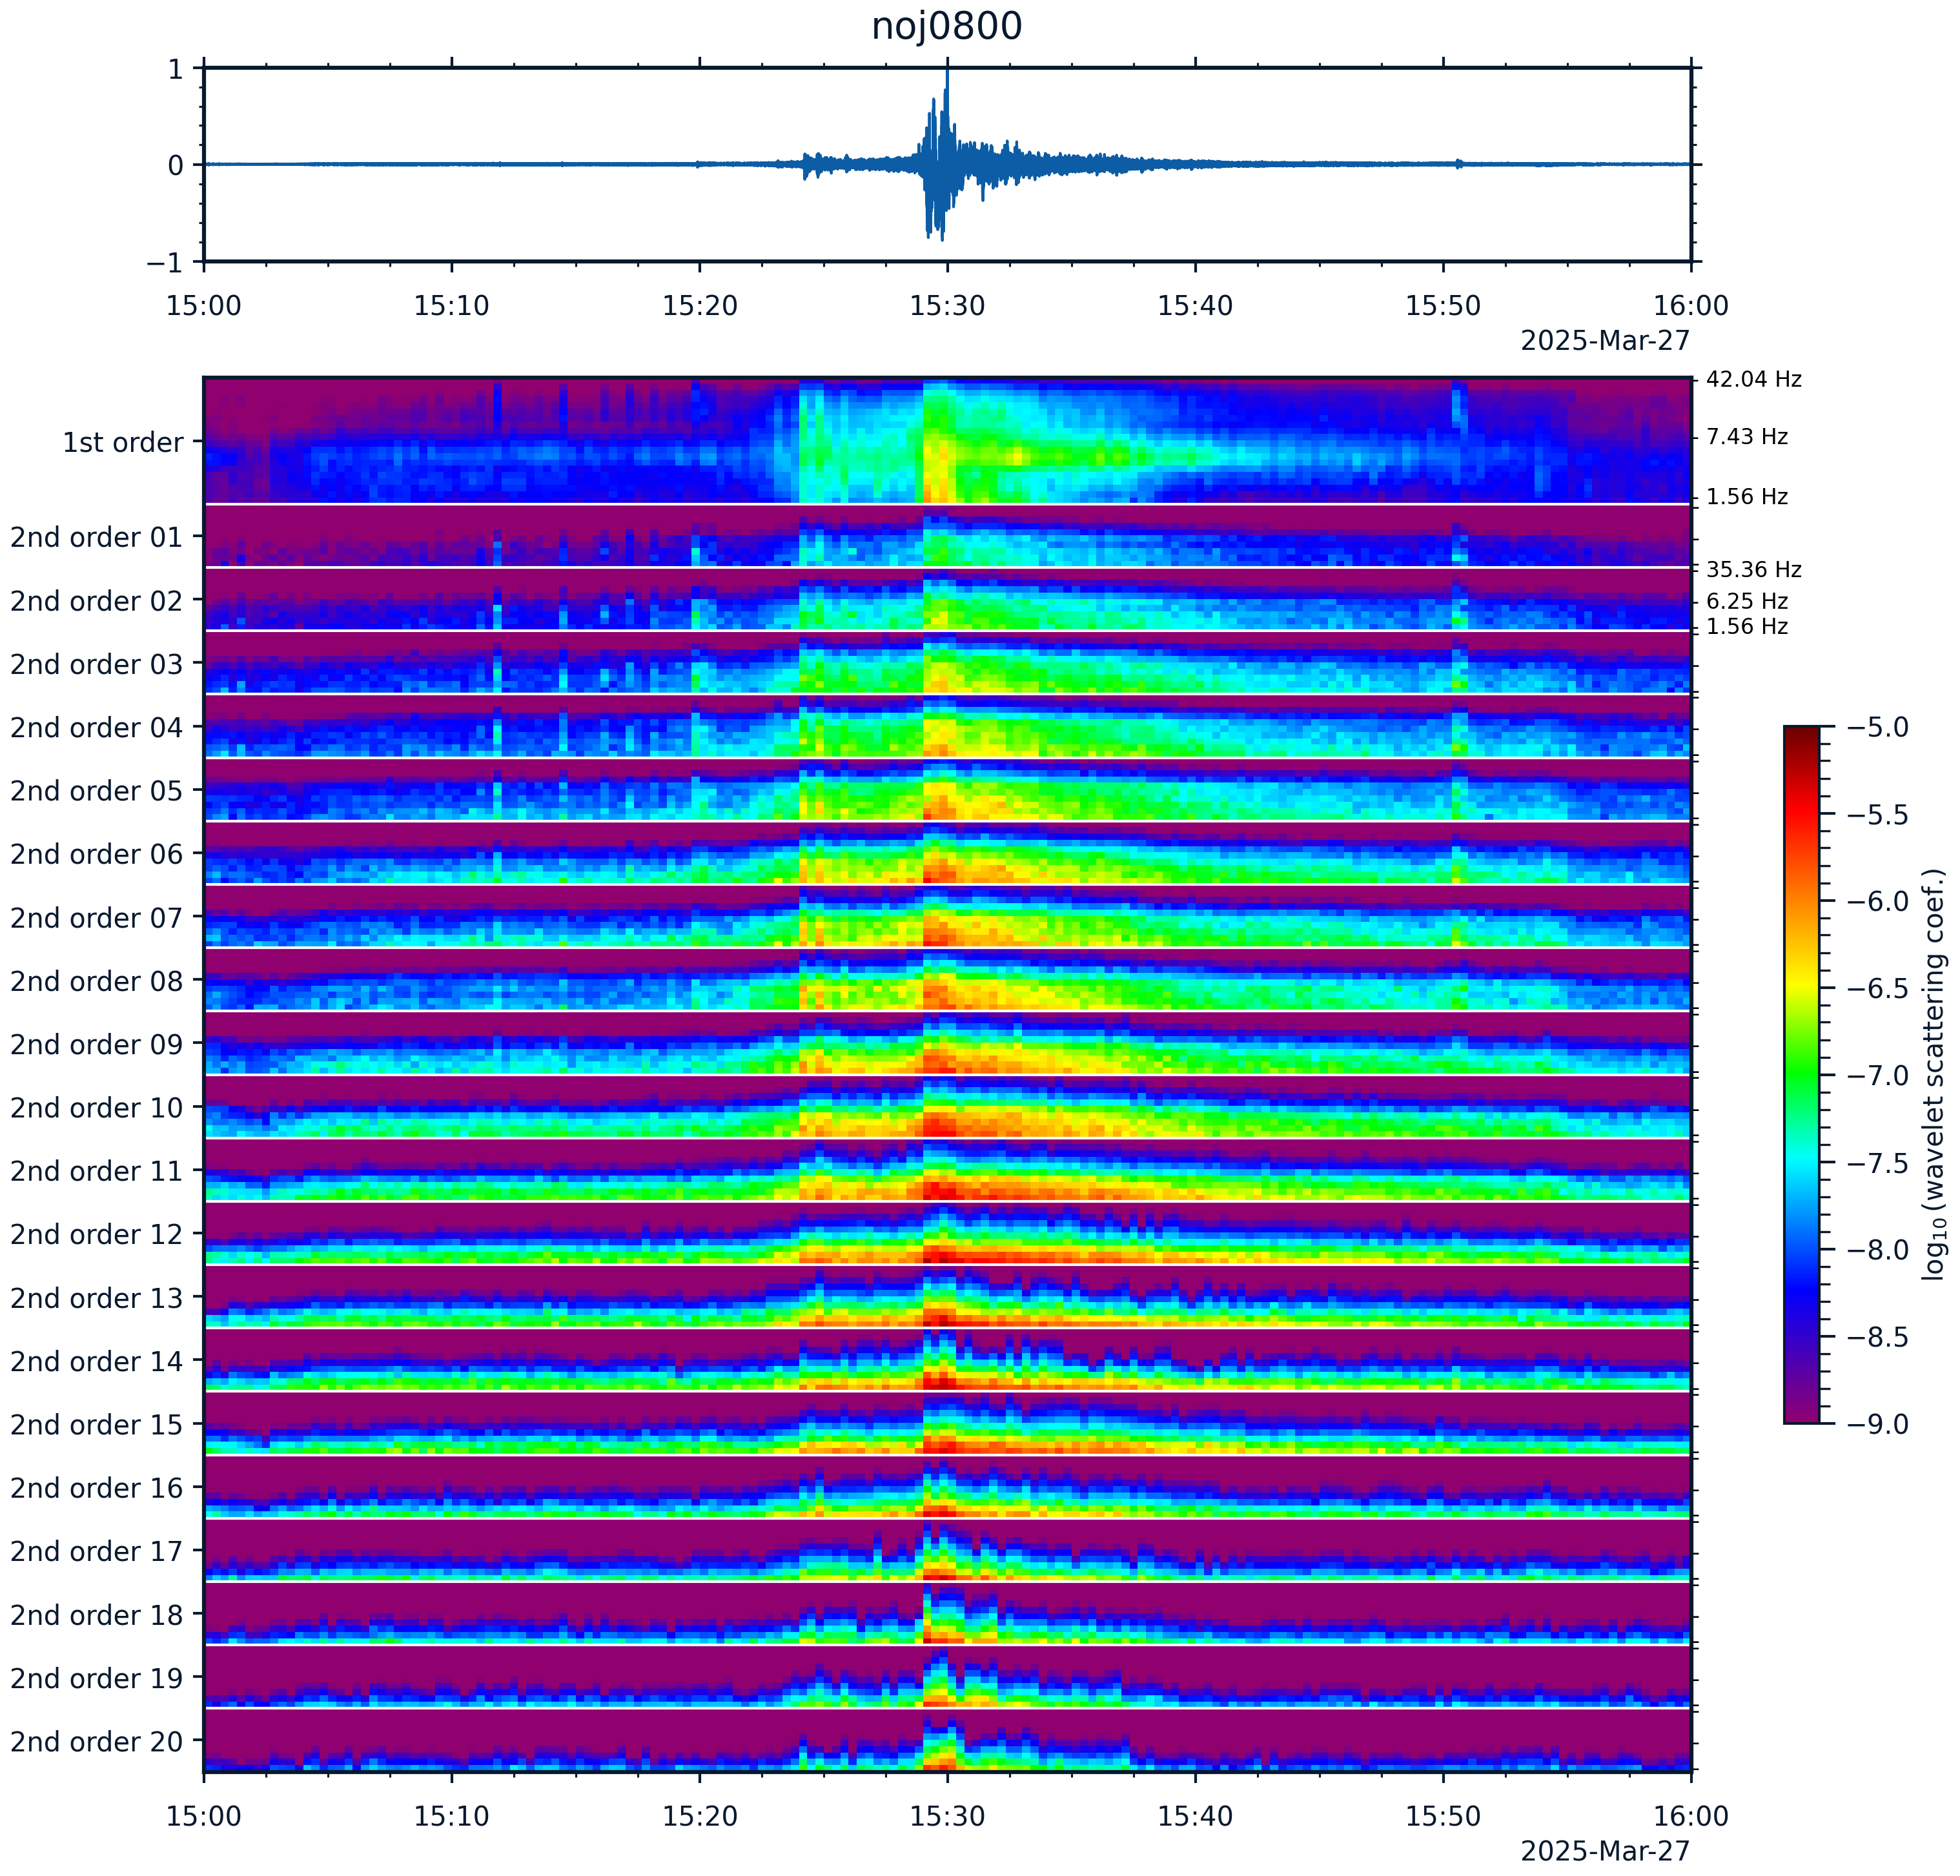 noj0800
1
0
−1
15:00 15:10 15:20 15:30 15:40 15:50 16:00
2025-Mar-27
42.04 Hz
1st order
7.43 Hz
1.56 Hz
2nd order 01
35.36 Hz
2nd order 02
6.25 Hz
1.56 Hz
2nd order 03
2nd order 04
2nd order 05
2nd order 06
2nd order 07
2nd order 08
2nd order 09
2nd order 10
2nd order 11
2nd order 12
2nd order 13
2nd order 14
2nd order 15
2nd order 16
2nd order 17
2nd order 18
2nd order 19
2nd order 20
15:00 15:10 15:20 15:30 15:40 15:50 16:00
2025-Mar-27
−5.0
−5.5
−6.0
−6.5
−7.0
−7.5
−8.0
−8.5
−9.0
log₁₀(wavelet scattering coef.)